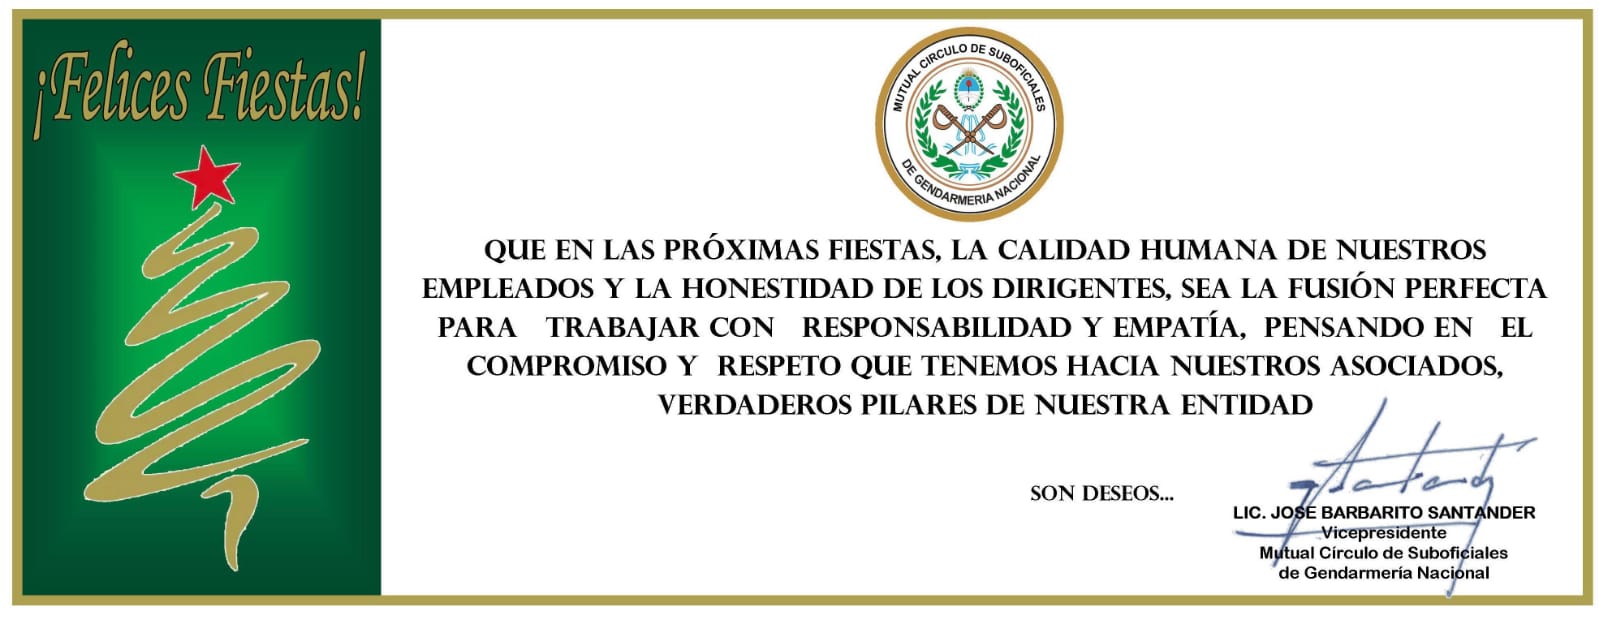 ¡Felices Fiestas!
MUTUAL CIRCULO DE SUBOFICIALES
DE GENDARMERIA NACIONAL
QUE EN LAS PRÓXIMAS FIESTAS, LA CALIDAD HUMANA DE NUESTROS
EMPLEADOS Y LA HONESTIDAD DE LOS DIRIGENTES, SEA LA FUSIÓN PERFECTA
PARA TRABAJAR CON RESPONSABILIDAD Y EMPATÍA, PENSANDO EN EL
COMPROMISO Y RESPETO QUE TENEMOS HACIA NUESTROS ASOCIADOS,
VERDADEROS PILARES DE NUESTRA ENTIDAD
SON DESEOS...
LIC. JOSE BARBARITO SANTANDER
Vicepresidente
Mutual Círculo de Suboficiales
de Gendarmería Nacional